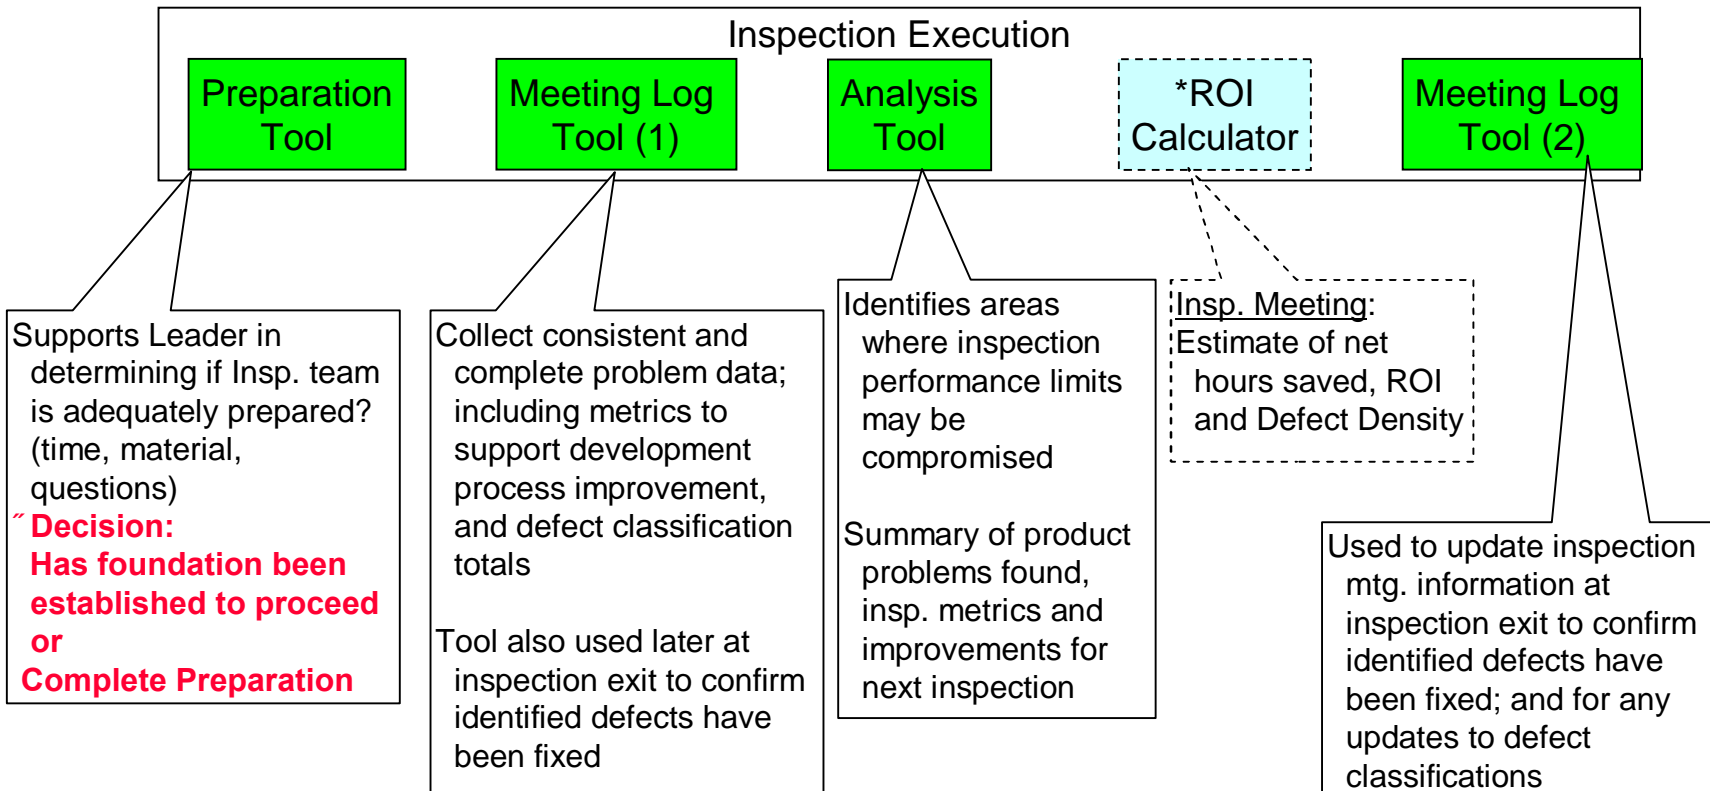 Inspection Execution
Preparation
Tool
Meeting Log
Tool (1)
Analysis
Tool
*ROI
Calculator
Meeting Log
Tool (2)
Supports Leader in
determining if Insp. team
is adequately prepared?
(time, material,
questions)
˝ Decision:
Has foundation been
established to proceed
or
Complete Preparation
Collect consistent and
complete problem data;
including metrics to
support development
process improvement,
and defect classification
totals
Tool also used later at
inspection exit to confirm
identified defects have
been fixed
Identifies areas
where inspection
performance limits
may be
compromised
Summary of product
problems found,
insp. metrics and
improvements for
next inspection
Insp. Meeting:
Estimate of net
hours saved, ROI
and Defect Density
Used to update inspection
mtg. information at
inspection exit to confirm
identified defects have
been fixed; and for any
updates to defect
classifications